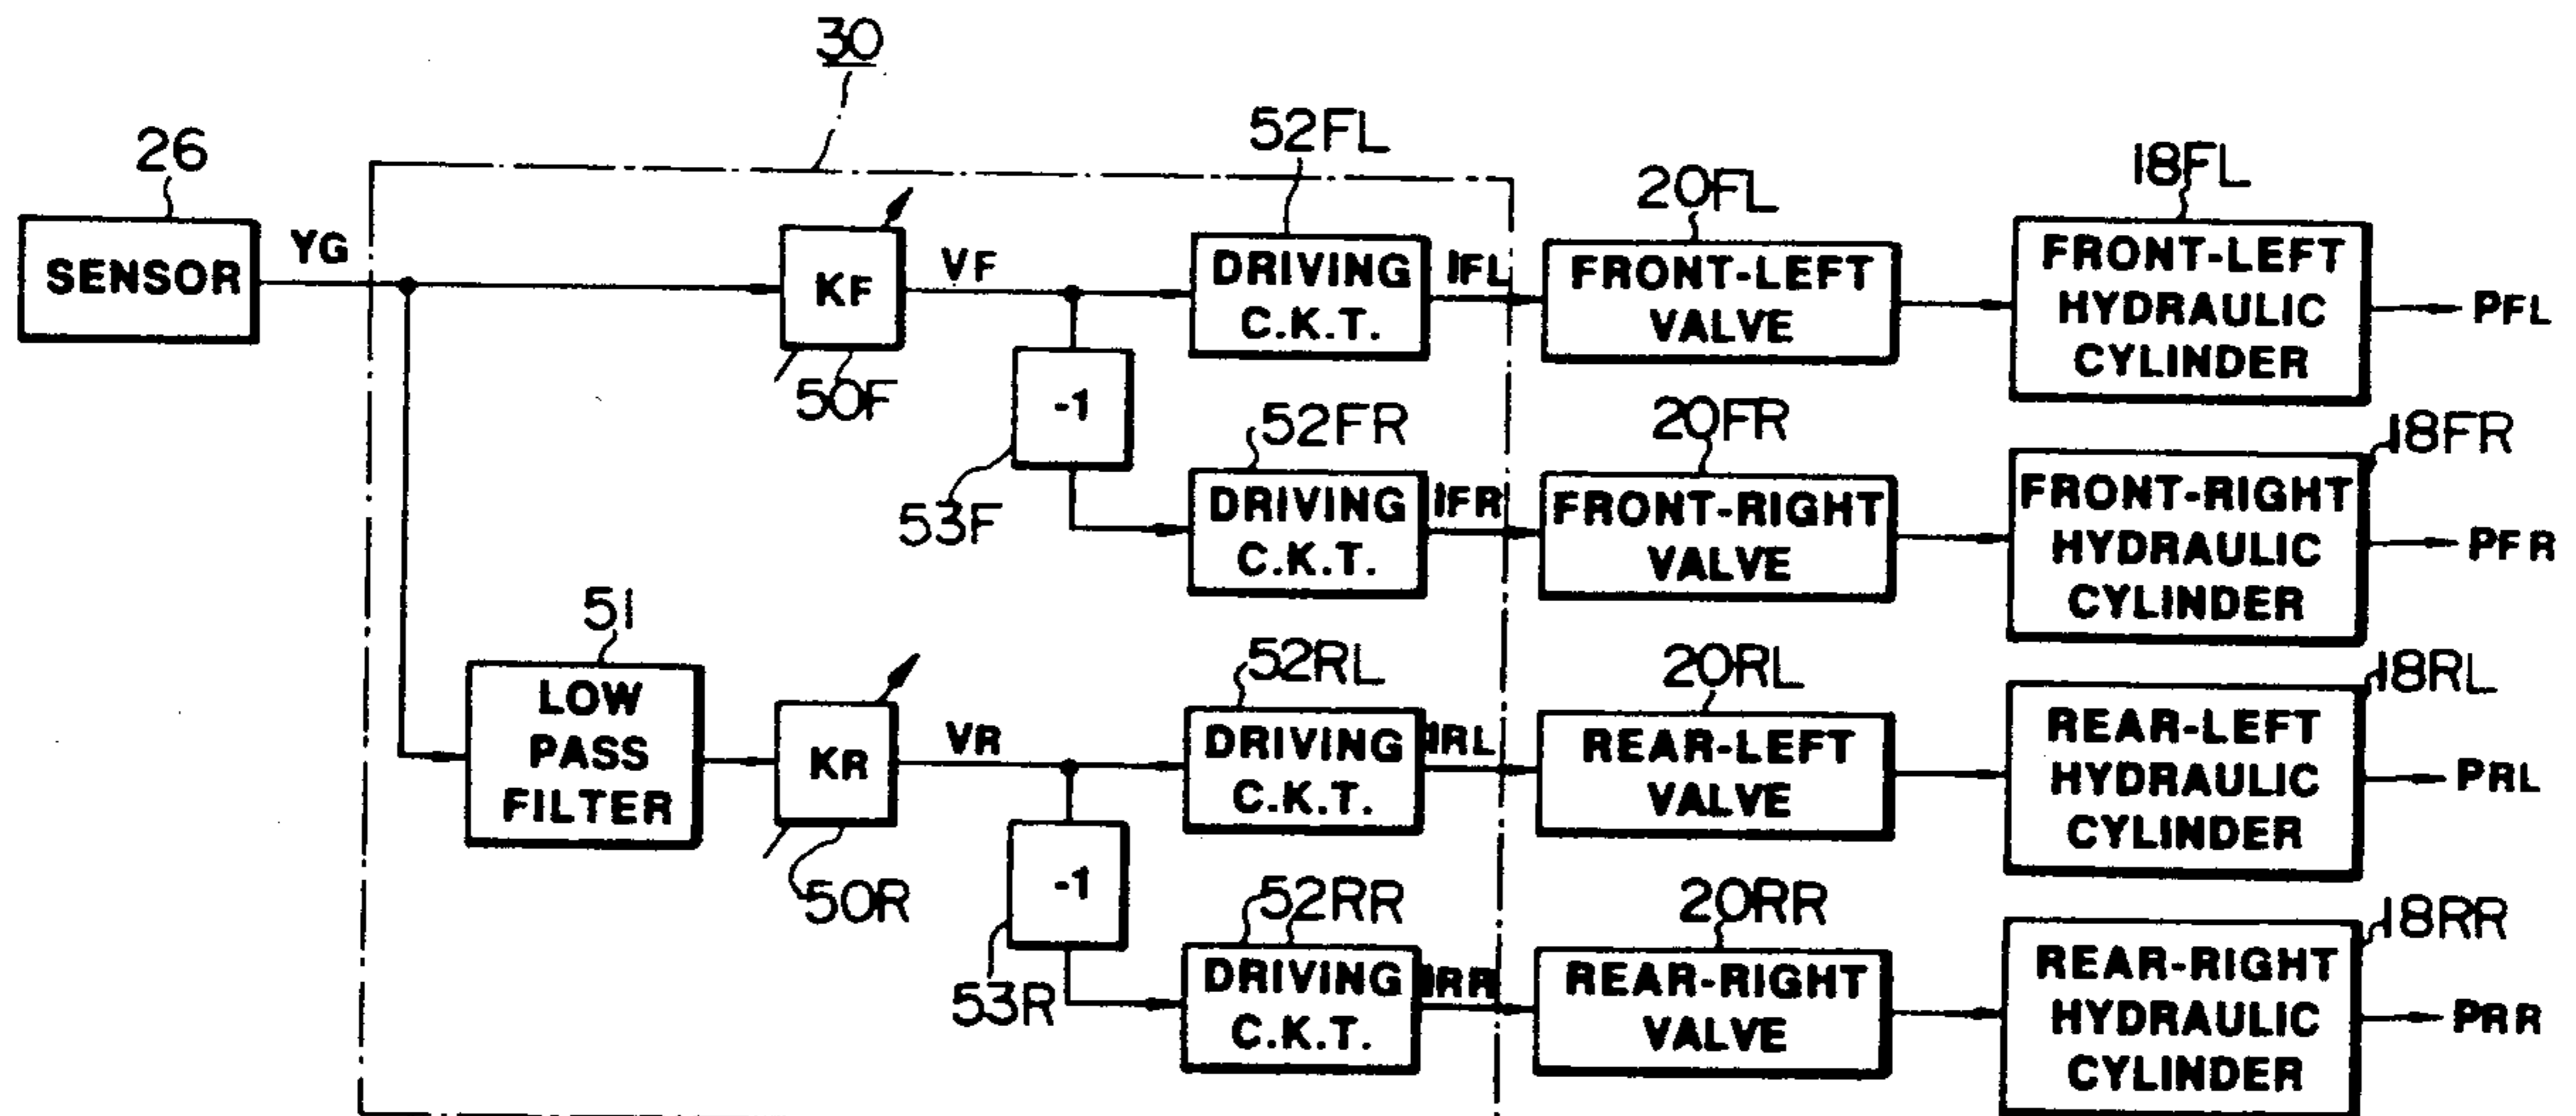 30
26
SENSOR
YG
KF
50F
VF
-1
53F
52FL
DRIVING
C.K.T.
IFL
20FL
FRONT-LEFT
VALVE
18FL
FRONT-LEFT
HYDRAULIC
CYLINDER
PFL
52FR
DRIVING
C.K.T.
IFR
20FR
FRONT-RIGHT
VALVE
18FR
FRONT-RIGHT
HYDRAULIC
CYLINDER
PFR
51
LOW
PASS
FILTER
KR
50R
VR
-1
53R
52RL
DRIVING
C.K.T.
IRL
20RL
REAR-LEFT
VALVE
18RL
REAR-LEFT
HYDRAULIC
CYLINDER
PRL
52RR
DRIVING
C.K.T.
IRR
20RR
REAR-RIGHT
VALVE
18RR
REAR-RIGHT
HYDRAULIC
CYLINDER
PRR